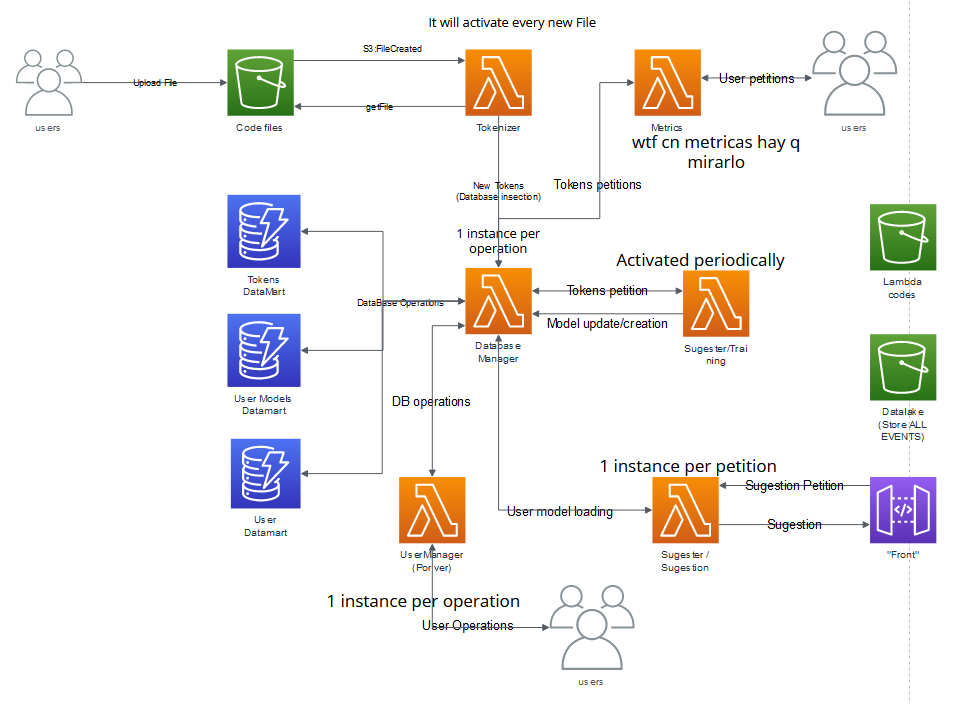 It will activate every new File
S3:FileCreated
Upload File
getFile
User petitions
users
Code files
Tokenizer
Metrics
users
wtf cn metricas hay q
mirarlo
New Tokens
(Database insection)
Tokens petitions
1 instance per
operation
Activated periodically
Tokens
DataMart
Lambda
codes
DataBase Operations
Tokens petition
Model update/creation
Database
Manager
Sugester/Trai
ning
User Models
Datamart
DB operations
Datalake
(Store ALL
EVENTS)
1 instance per petition
Sugestion Petition
User model loading
Sugestion
User
Datamart
UserManager
(Por ver)
Sugester /
Sugestion
"Front"
1 instance per operation
User Operations
users